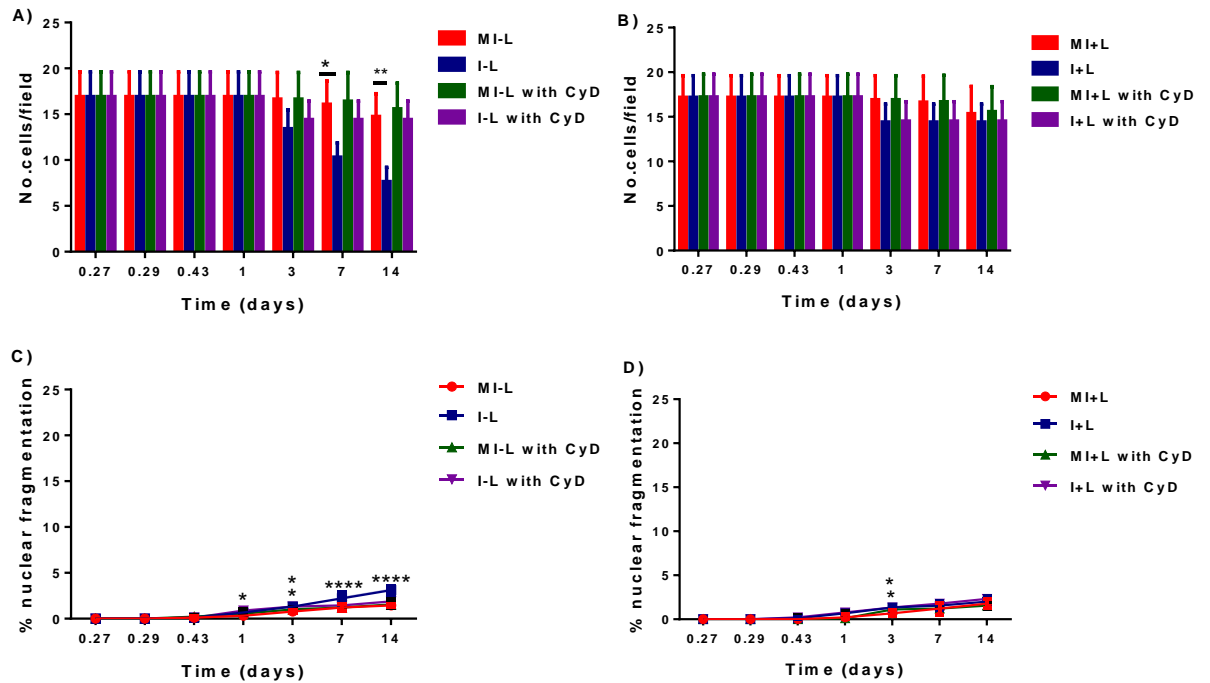 A)
No.cells/field
25
20
15
10
5
0
* **
0.27 0.29 0.43 1 3 7 14
Time (days)
MI-L
I-L
MI-L with CyD
I-L with CyD
B)
No.cells/field
25
20
15
10
5
0
0.27 0.29 0.43 1 3 7 14
Time (days)
MI+L
I+L
MI+L with CyD
I+L with CyD
C)
% nuclear fragmentation
25
20
15
10
5
0
* * * **** ****
0.27 0.29 0.43 1 3 7 14
Time (days)
MI-L
I-L
MI-L with CyD
I-L with CyD
D)
% nuclear fragmentation
25
20
15
10
5
0
* *
0.27 0.29 0.43 1 3 7 14
Time (days)
MI+L
I+L
MI+L with CyD
I+L with CyD